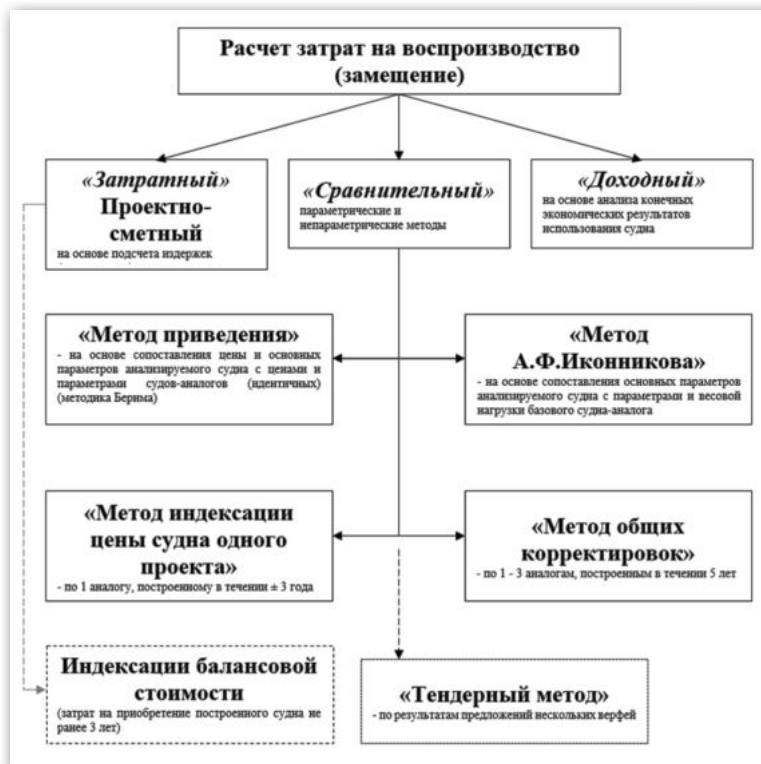 Расчет затрат на воспроизводство
(замещение)
«Затратный»
Проектно-
сметный
на основе подсчета издержек
«Сравнительный»
параметрические и
непараметрические методы
«Доходный»
на основе анализа конечных
экономических результатов
использования судна
«Метод приведения»
- на основе сопоставления цены и основных
параметров анализируемого судна с ценами и
параметрами судов-аналогов (идентичных)
(методика Берима)
«Метод
А.Ф.Иконникова»
- на основе сопоставления основных параметров
анализируемого судна с параметрами и весовой
нагрузки базового судна-аналога
«Метод индексации
цены судна одного
проекта»
- по 1 аналогу, построенному в течении ± 3 года
«Метод общих
корректировок»
- по 1 - 3 аналогам, построенным в течении 5 лет
Индексации балансовой
стоимости
(затрат на приобретение построенного судна не
ранее 3 лет)
«Тендерный метод»
- по результатам предложений нескольких верфей